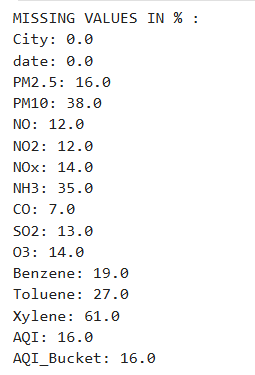 MISSING VALUES IN % :
City: 0.0
date: 0.0
PM2.5: 16.0
PM10: 38.0
NO: 12.0
NO2: 12.0
NOx: 14.0
NH3: 35.0
CO: 7.0
SO2: 13.0
O3: 14.0
Benzene: 19.0
Toluene: 27.0
Xylene: 61.0
AQI: 16.0
AQI_Bucket: 16.0